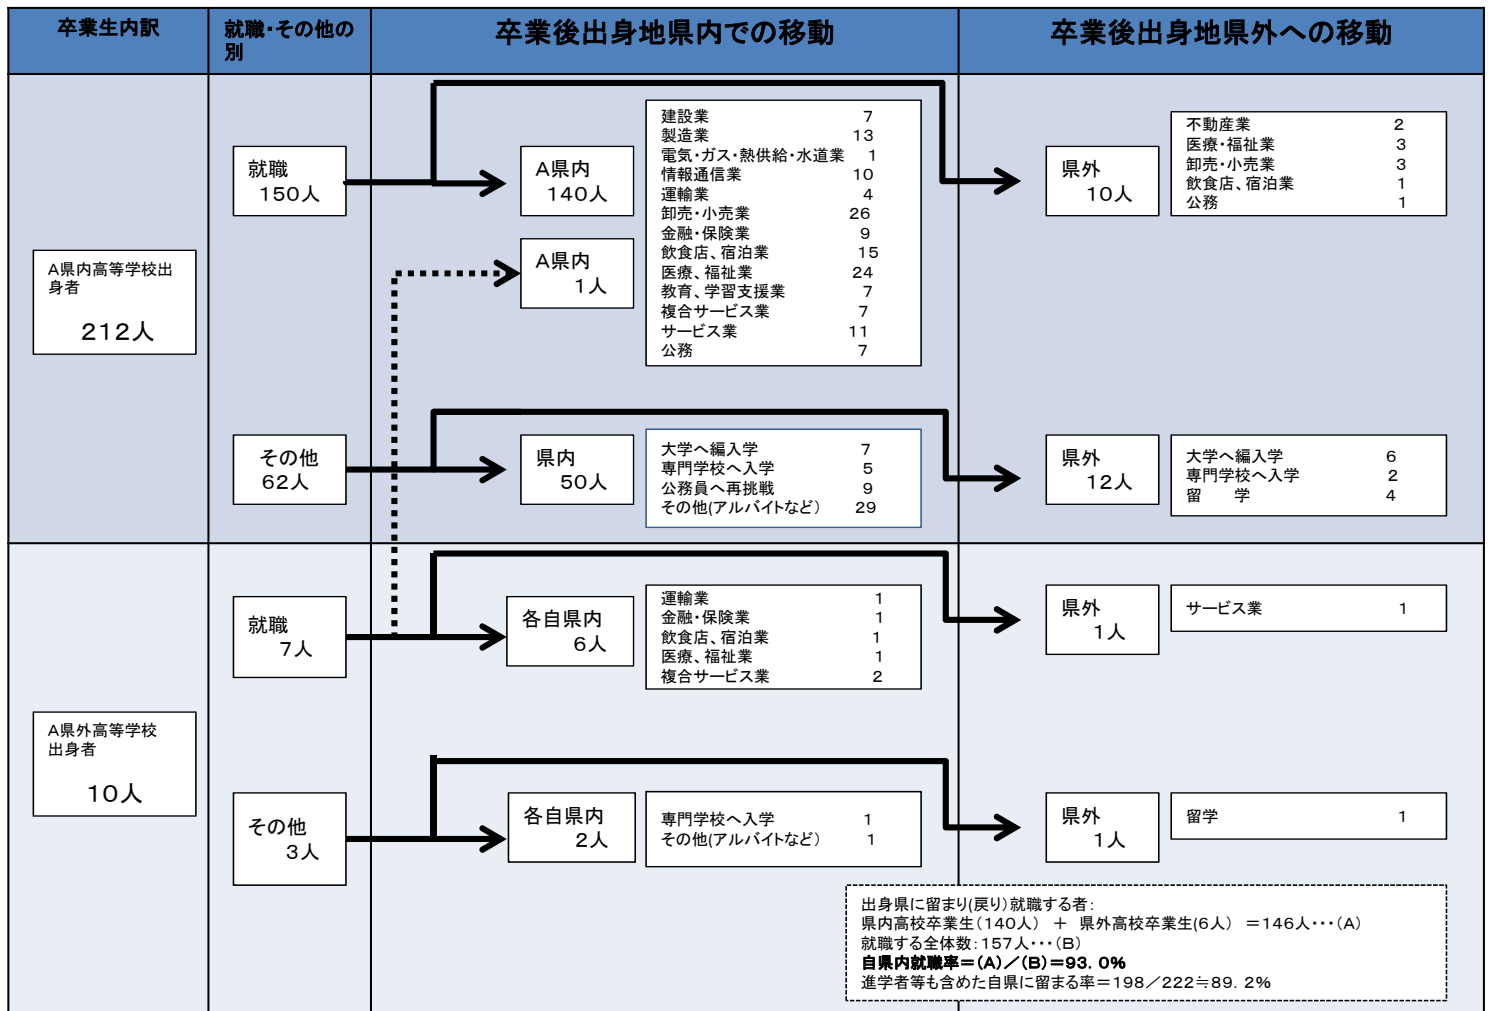 卒業生内訳
就職・その他の
別
卒業後出身地県内での移動
卒業後出身地県外への移動
A県内高等学校出
身者
212人
就職
150人
A県内
140人
A県内
1人
建設業 7
製造業 13
電気・ガス・熱供給・水道業 1
情報通信業 10
運輸業 4
卸売・小売業 26
金融・保険業 9
飲食店、宿泊業 15
医療、福祉業 24
教育、学習支援業 7
複合サービス業 7
サービス業 11
公務 7
県外
10人
不動産業 2
医療・福祉業 3
卸売・小売業 3
飲食店、宿泊業 1
公務 1
その他
62人
県内
50人
大学へ編入学 7
専門学校へ入学 5
公務員へ再挑戦 9
その他(アルバイトなど) 29
県外
12人
大学へ編入学 6
専門学校へ入学 2
留 学 4
A県外高等学校
出身者
10人
就職
7人
各自県内
6人
運輸業 1
金融・保険業 1
飲食店、宿泊業 1
医療、福祉業 1
複合サービス業 2
県外
1人
サービス業 1
その他
3人
各自県内
2人
専門学校へ入学 1
その他(アルバイトなど) 1
県外
1人
留学 1
出身県に留まり(戻り)就職する者:
県内高校卒業生(140人) + 県外高校卒業生(6人) =146人・・・(A)
就職する全体数:157人・・・(B)
自県内就職率=(A)/(B)=93.0%
進学者等も含めた自県に留まる率=198/222≒89.2%